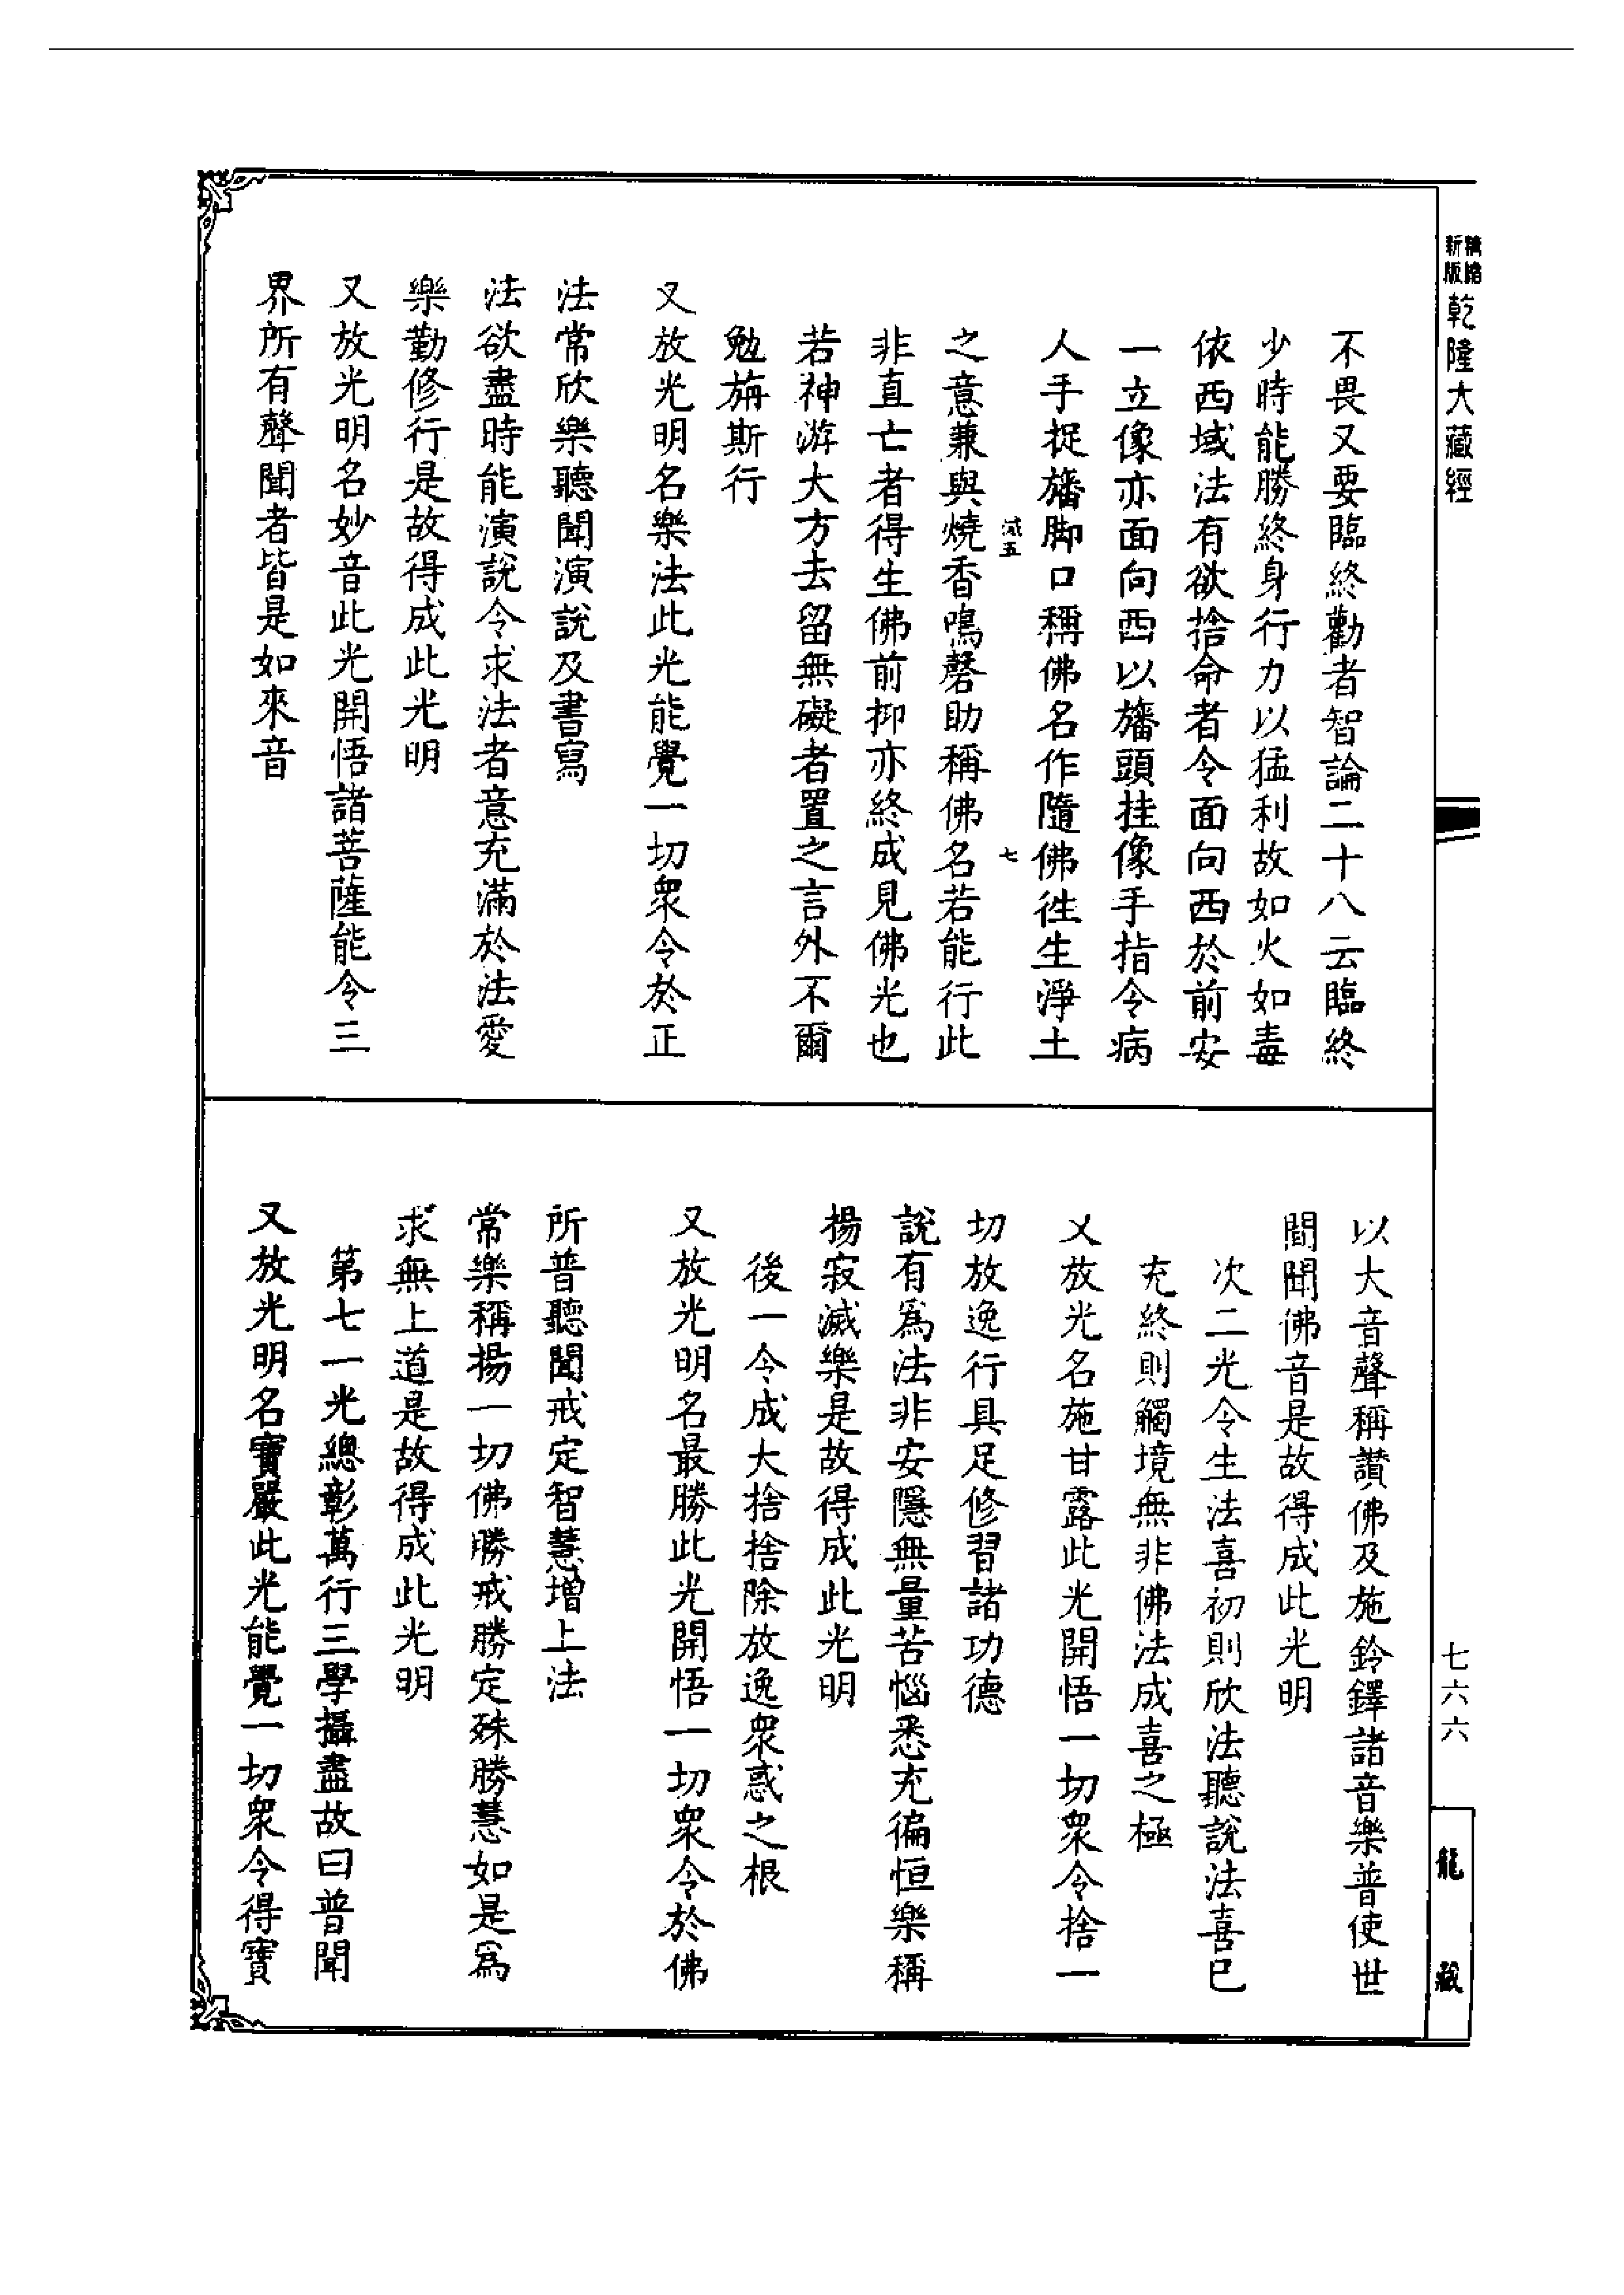 新版
精縮
乾隆大藏經
不畏又要臨終勸者智論二十八云臨終
少時能勝終身行力以猛利故如火如毒
依西域法有欲捨命者令面向西於前安
一立像亦面向西以旛頭挂像手指令病
人手捉旛脚口稱佛名作隨佛徃生淨土
七
之意兼與燒香鳴磬助稱佛名若能行此
非直亡者得生佛前抑亦終成見佛光也
若神游大方去留無礙者置之言外不爾
勉旃斯行
又放光明名樂法此光能覺一切衆令於正
法常欣樂聽聞演說及書寫
法欲盡時能演說令求法者意充滿於法愛
樂勤修行是故得成此光明
又放光明名妙音此光開悟諸菩薩能令三
界所有聲聞者皆是如來音
以大音聲稱讚佛及施鈴鐸諸音樂普使世
間聞佛音是故得成此光明
次二光令生法喜初則欣法聽說法喜已
充終則觸境無非佛法成喜之極
又放光名施甘露此光開悟一切衆令捨一
切放逸行具足修習諸功德
說有爲法非安隱無量苦惱悉充徧恒樂稱
揚寂滅樂是故得成此光明
後一令成大捨捨除放逸衆惑之根
又放光明名最勝此光開悟一切衆令於佛
所普聽聞戒定智慧增上法
常樂稱揚一切佛勝戒勝定殊勝慧如是爲
求無上道是故得成此光明
第七一光總彰萬行三學攝盡故曰普聞
又放光明名寶嚴此光能覺一切衆令得寶
七六六
龍藏